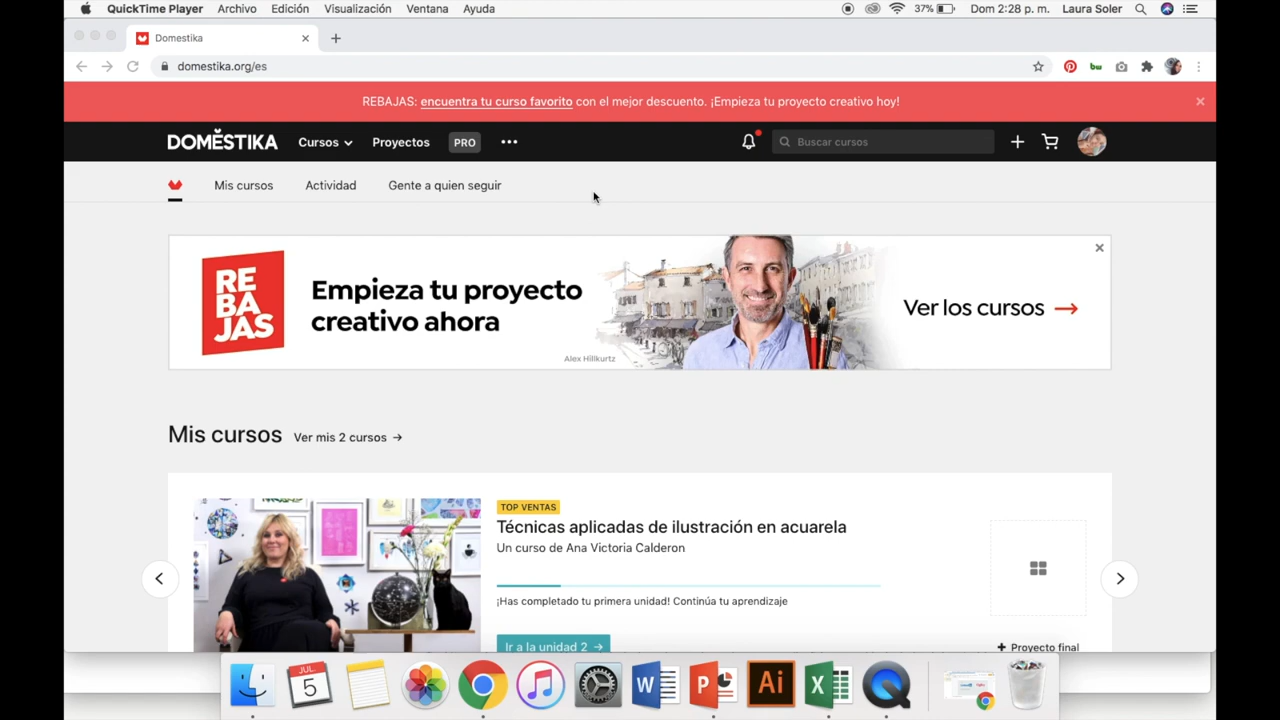 QuickTime Player Archivo Edición Visualización Ventana Ayuda 37% Dom 2:28 p. m. Laura Soler
Domestika
domestika.org/es
REBAJAS: encuentra tu curso favorito con el mejor descuento. ¡Empieza tu proyecto creativo hoy!
DOMĚSTIKA Cursos Proyectos PRO Buscar cursos
Mis cursos Actividad Gente a quien seguir
RE
BA
JAS
Empieza tu proyecto
creativo ahora
Ver los cursos
Alex Hillkurtz
Mis cursos Ver mis 2 cursos
TOP VENTAS
Técnicas aplicadas de ilustración en acuarela
Un curso de Ana Victoria Calderon
¡Has completado tu primera unidad! Continúa tu aprendizaje
Ir a la unidad 2
+ Proyecto final
JUL.
5
W P Ai X